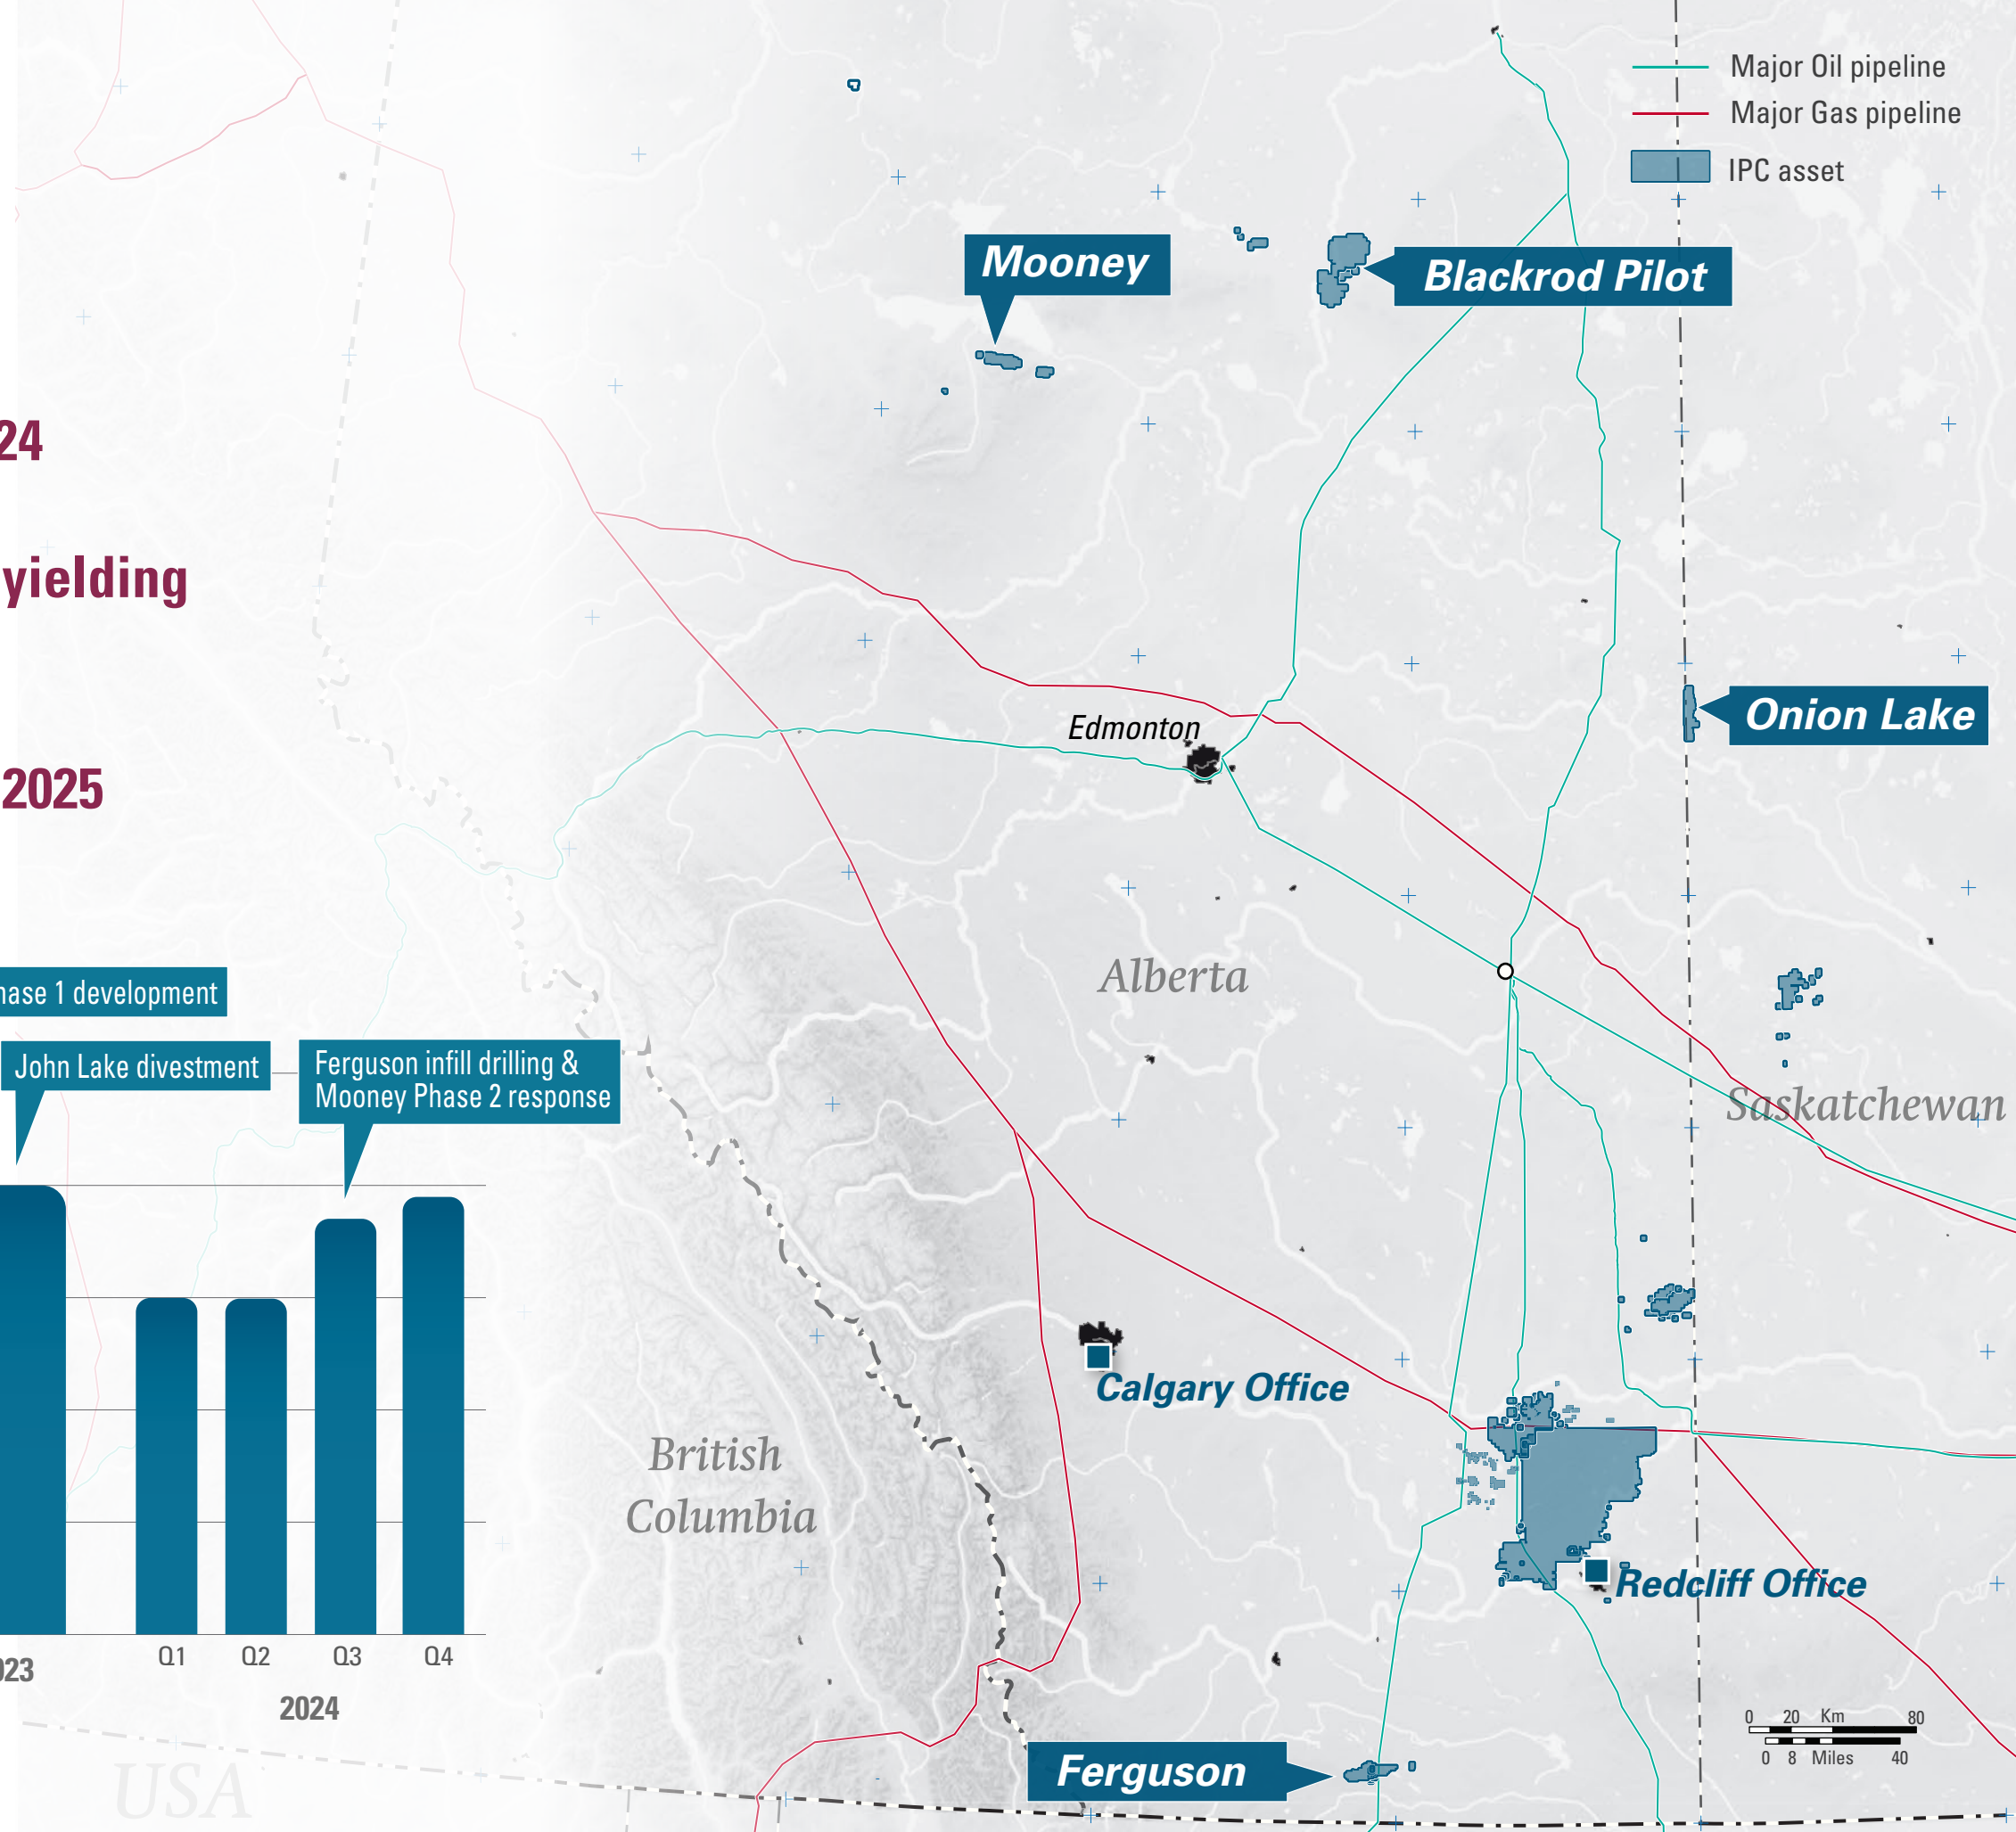 Major Oil pipeline
Major Gas pipeline
IPC asset
Mooney
Blackrod Pilot
24
yielding
Onion Lake
Edmonton
2025
Alberta
hase 1 development
John Lake divestment
Ferguson infill drilling &
Mooney Phase 2 response
Saskatchewan
Calgary Office
British
Columbia
Redcliff Office
Q1 Q2 Q3 Q4
023
2024
0 20 Km 80
0 8 Miles 40
USA
Ferguson